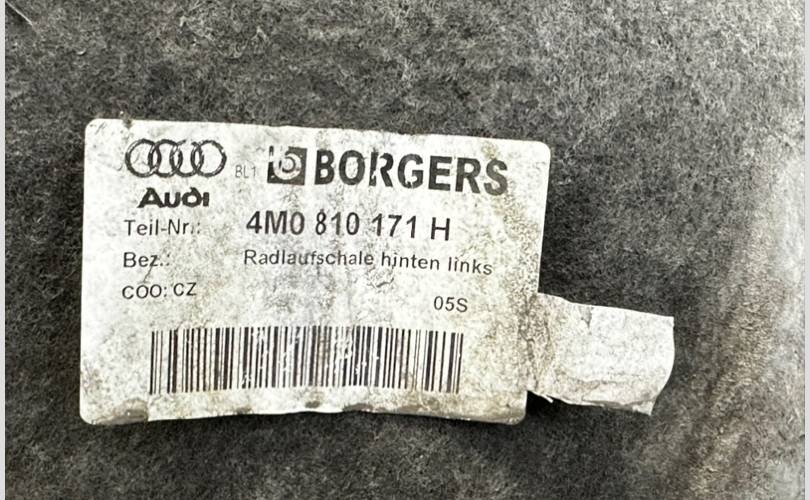 BL1 BORGERS
Audi
Teil-Nr.: 4M0 810 171 H
Bez.: Radlaufschale hinten links
COO: CZ
05S